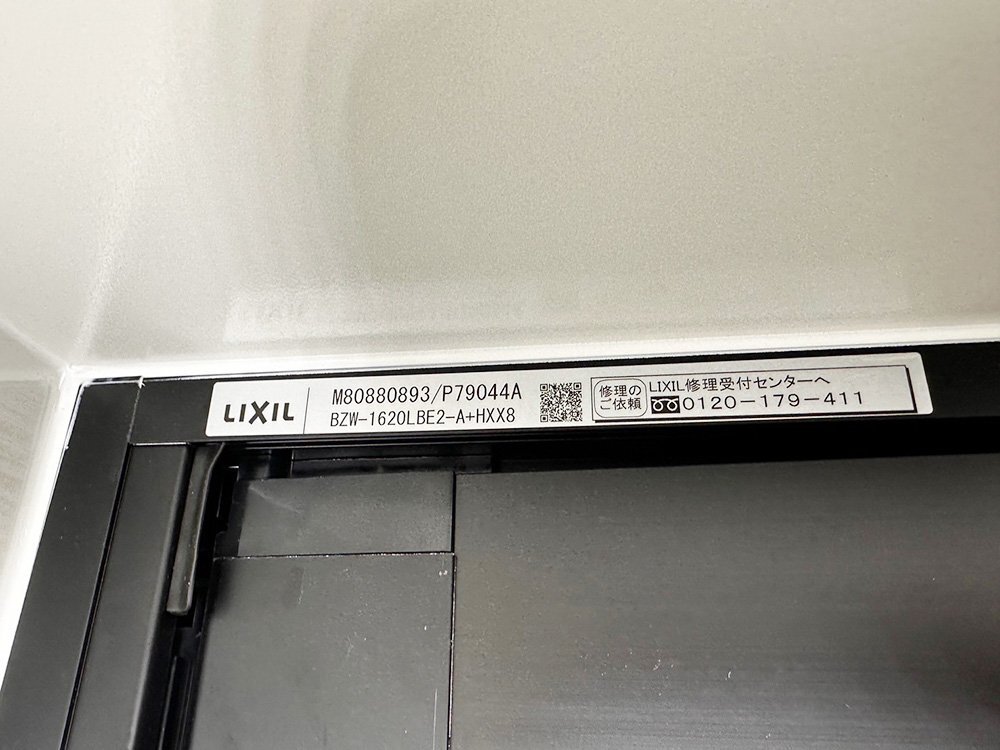 LIXIL
M80880893/P79044A
BZW-1620LBE2-A+HXX8
修理の
ご依頼
LIXIL修理受付センターへ
0120-179-411